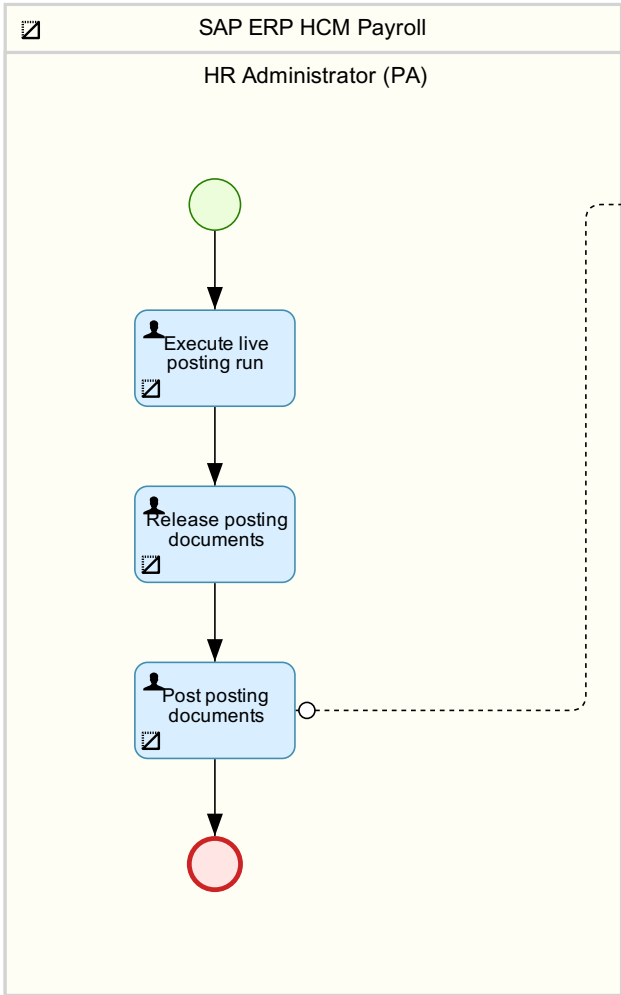 SAP ERP HCM Payroll
HR Administrator (PA)
Execute live
posting run
Release posting
documents
Post posting
documents